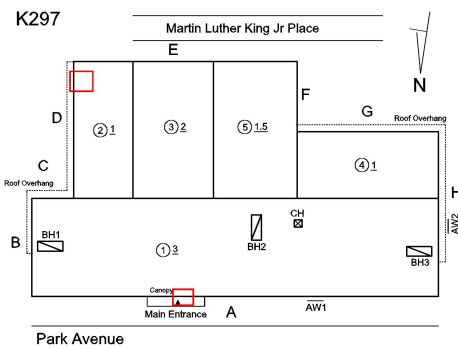 K297
Martin Luther King Jr Place
E
N
D
F
G
Roof Overhang
2 1
3 2
5 1.5
4 1
C
Roof Overhang
H
B
BH1
1 3
BH2
CH
BH3
AW2
Canopy
Main Entrance
A
AW1
Park Avenue